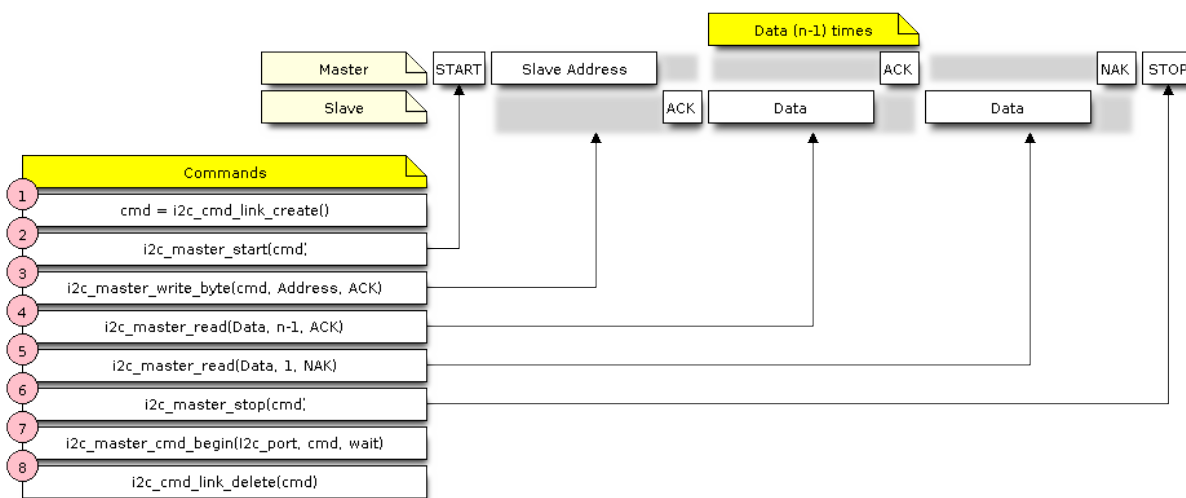 Data (n-1) times
Master START Slave Address ACK NAK STOP
Slave ACK Data Data
Commands
1
cmd = i2c_cmd_link_create()
2
i2c_master_start(cmd;
3
i2c_master_write_byte(cmd, Address, ACK)
4
i2c_master_read(Data, n-1, ACK)
5
i2c_master_read(Data, 1, NAK)
6
i2c_master_stop(cmd;
7
i2c_master_cmd_begin(I2c_port, cmd, wait)
8
i2c_cmd_link_delete(cmd)